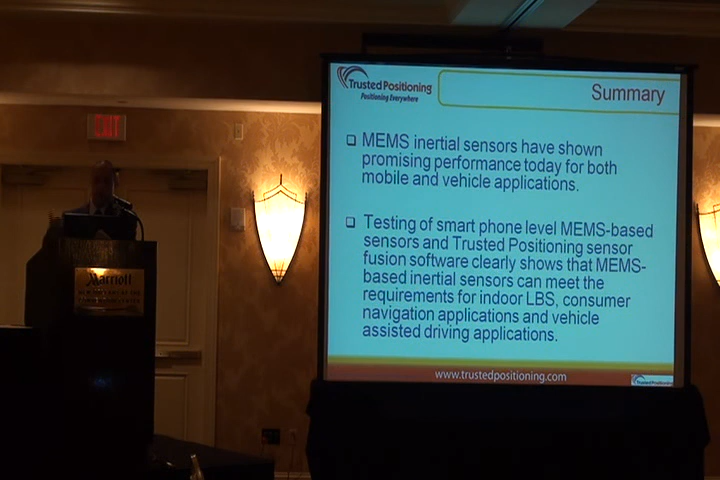 EXIT
Marriott
Trusted Positioning
Positioning Everywhere
Summary
MEMS inertial sensors have shown
promising performance today for both
mobile and vehicle applications.
Testing of smart phone level MEMS-based
sensors and Trusted Positioning sensor
fusion software clearly shows that MEMS-
based inertial sensors can meet the
requirements for indoor LBS, consumer
navigation applications and vehicle
assisted driving applications.
www.trustedpositioning.com
TrustedPositioning